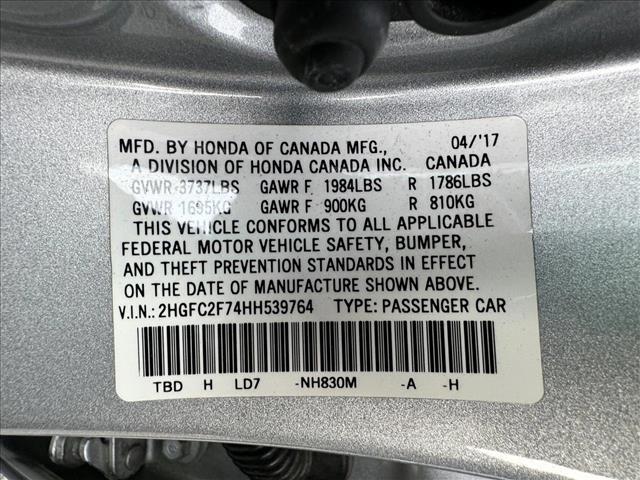 MFD. BY HONDA OF CANADA MFG., 04/'17
A DIVISION OF HONDA CANADA INC. CANADA
GVWR 3737LBS GAWR F 1984LBS R 1786LBS
GVWR 1695KG GAWR F 900KG R 810KG
THIS VEHICLE CONFORMS TO ALL APPLICABLE
FEDERAL MOTOR VEHICLE SAFETY, BUMPER,
AND THEFT PREVENTION STANDARDS IN EFFECT
ON THE DATE OF MANUFACTURE SHOWN ABOVE.
V.I.N.: 2HGFC2F74HH539764 TYPE: PASSENGER CAR
TBD H LD7 -NH830M -A -H